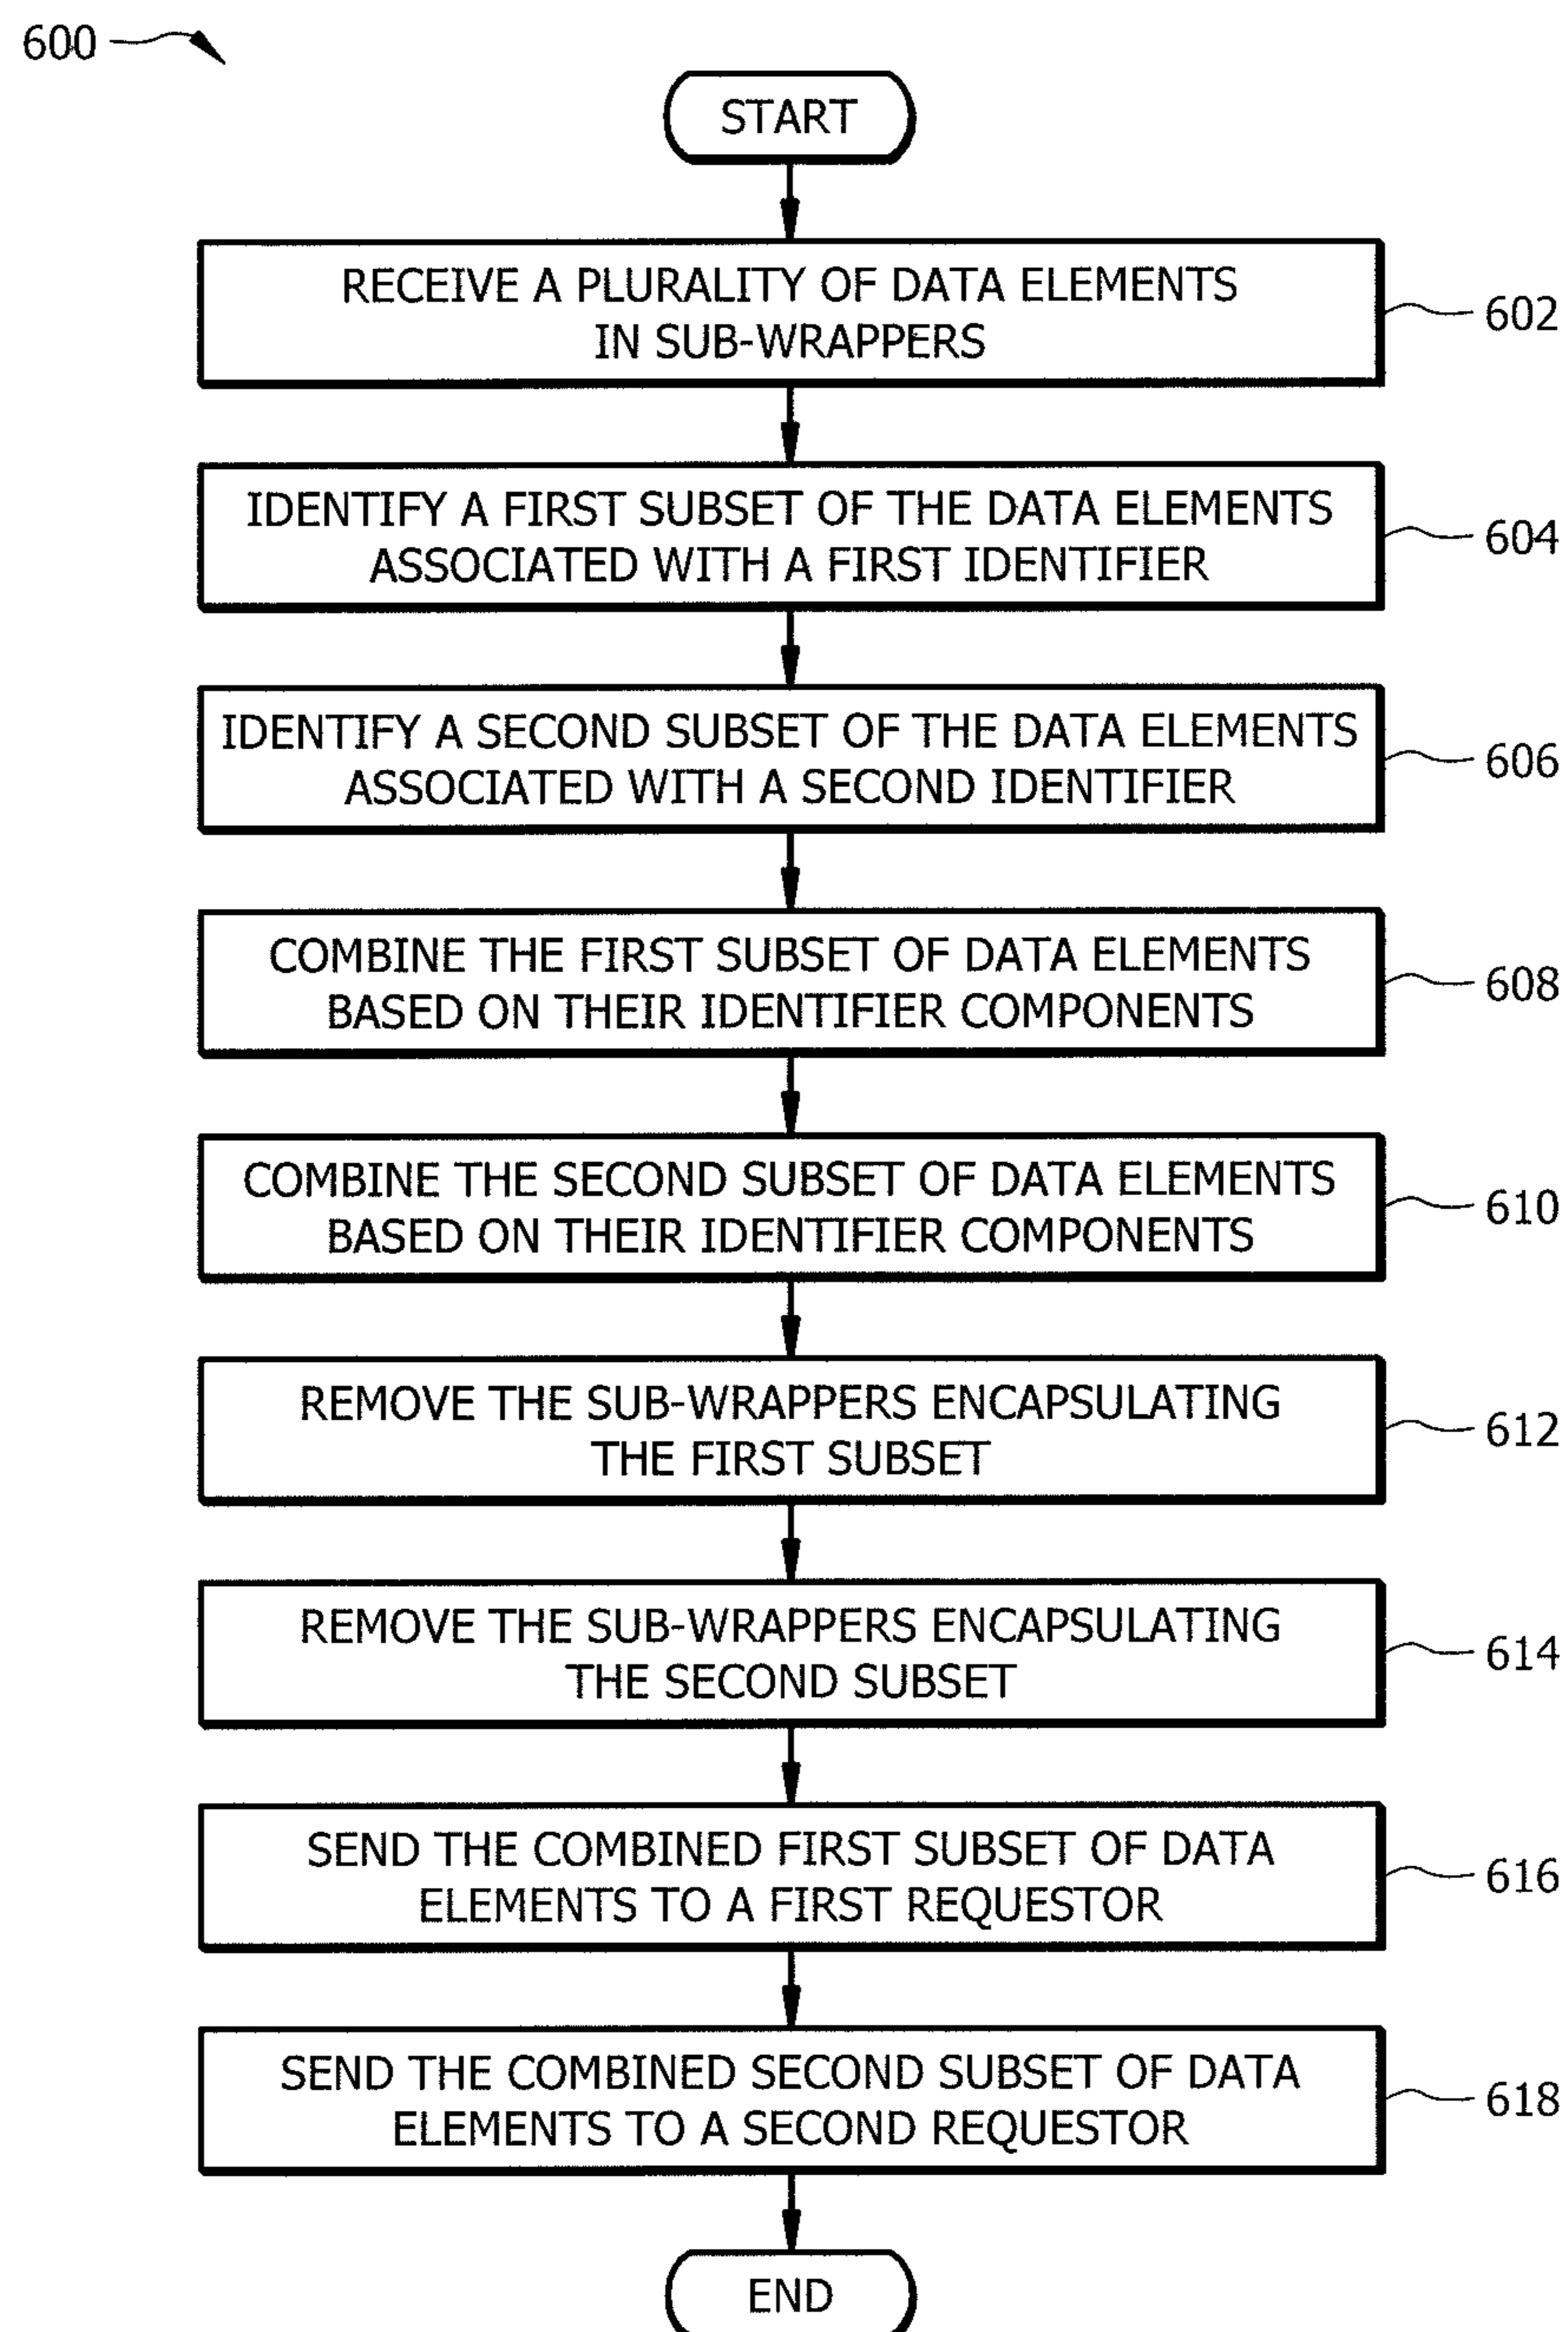 600
START
RECEIVE A PLURALITY OF DATA ELEMENTS
IN SUB-WRAPPERS
602
IDENTIFY A FIRST SUBSET OF THE DATA ELEMENTS
ASSOCIATED WITH A FIRST IDENTIFIER
604
IDENTIFY A SECOND SUBSET OF THE DATA ELEMENTS
ASSOCIATED WITH A SECOND IDENTIFIER
606
COMBINE THE FIRST SUBSET OF DATA ELEMENTS
BASED ON THEIR IDENTIFIER COMPONENTS
608
COMBINE THE SECOND SUBSET OF DATA ELEMENTS
BASED ON THEIR IDENTIFIER COMPONENTS
610
REMOVE THE SUB-WRAPPERS ENCAPSULATING
THE FIRST SUBSET
612
REMOVE THE SUB-WRAPPERS ENCAPSULATING
THE SECOND SUBSET
614
SEND THE COMBINED FIRST SUBSET OF DATA
ELEMENTS TO A FIRST REQUESTOR
616
SEND THE COMBINED SECOND SUBSET OF DATA
ELEMENTS TO A SECOND REQUESTOR
618
END